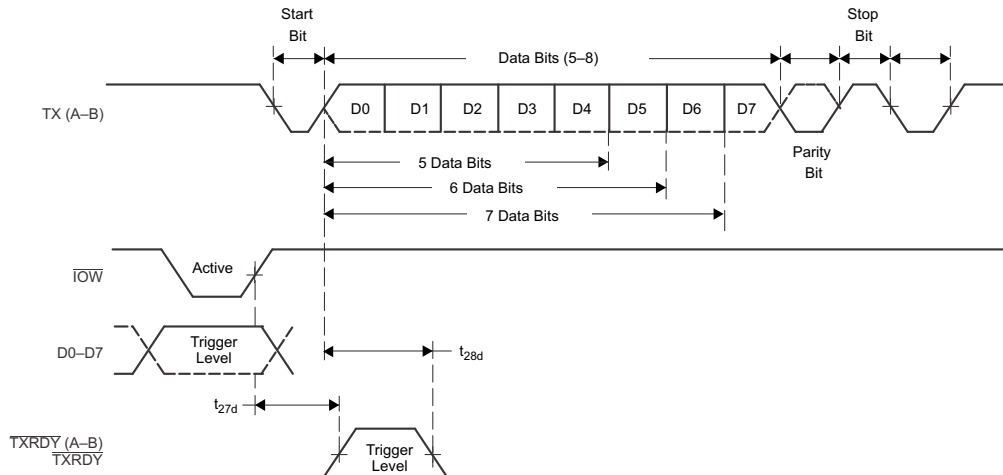 Start
Bit
Stop
Bit
Data Bits (5–8)
TX (A–B)
D0 D1 D2 D3 D4 D5 D6 D7
Parity
Bit
5 Data Bits
6 Data Bits
7 Data Bits
IOW
Active
D0–D7
Trigger
Level
t28d
t27d
TXRDY (A–B)
TXRDY
Trigger
Level